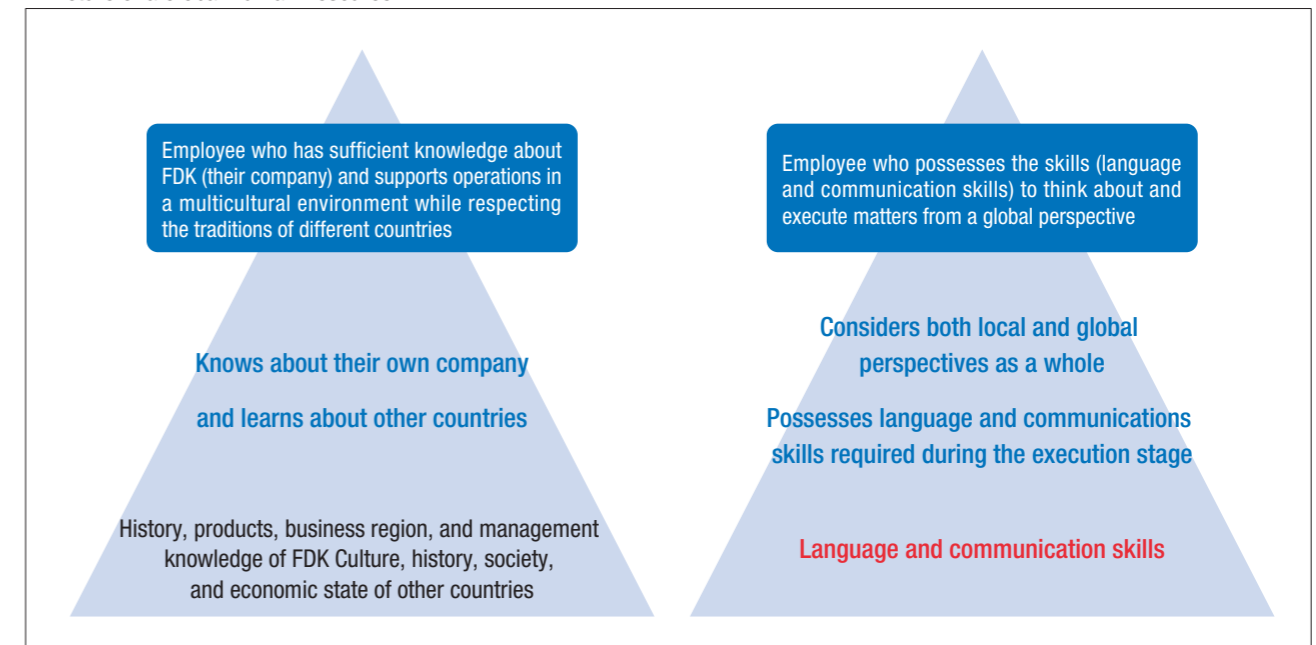 Employee who has sufficient knowledge about
FDK (their company) and supports operations in
a multicultural environment while respecting
the traditions of different countries
Knows about their own company
and learns about other countries
History, products, business region, and management
knowledge of FDK Culture, history, society,
and economic state of other countries
Employee who possesses the skills (language
and communication skills) to think about and
execute matters from a global perspective
Considers both local and global
perspectives as a whole
Possesses language and communications
skills required during the execution stage
Language and communication skills